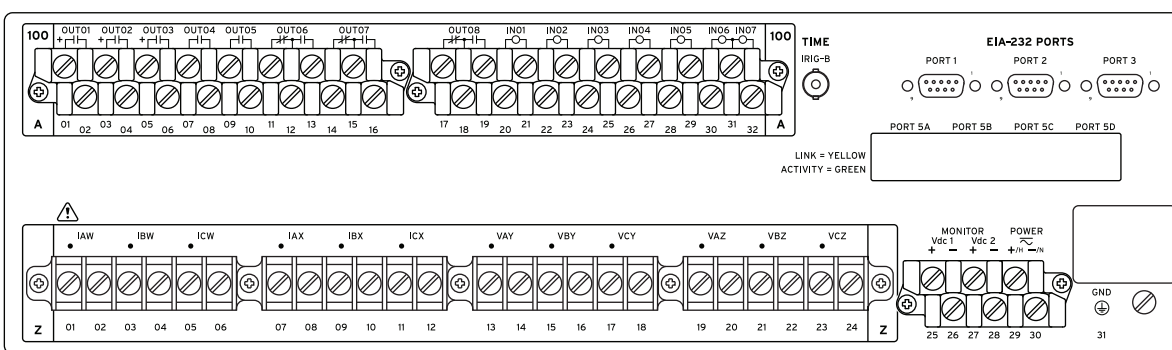 100 OUT01 OUT02 OUT03 OUT04 OUT05 OUT06 OUT07 OUT08 IN01 IN02 IN03 IN04 IN05 IN06 IN07 100
+ + +
A 01 02 03 04 05 06 07 08 09 10 11 12 13 14 15 16 17 18 19 20 21 22 23 24 25 26 27 28 29 30 31 32 A
TIME
IRIG-B
EIA-232 PORTS
PORT 1 PORT 2 PORT 3
9 1 9 1 9 1
PORT 5A PORT 5B PORT 5C PORT 5D
LINK = YELLOW
ACTIVITY = GREEN
IAW IBW ICW IAX IBX ICX VAY VBY VCY VAZ VBZ VCZ
Z 01 02 03 04 05 06 07 08 09 10 11 12 13 14 15 16 17 18 19 20 21 22 23 24 Z
MONITOR POWER
Vdc 1 Vdc 2
+ − + − +/H −/N
25 26 27 28 29 30
GND
31